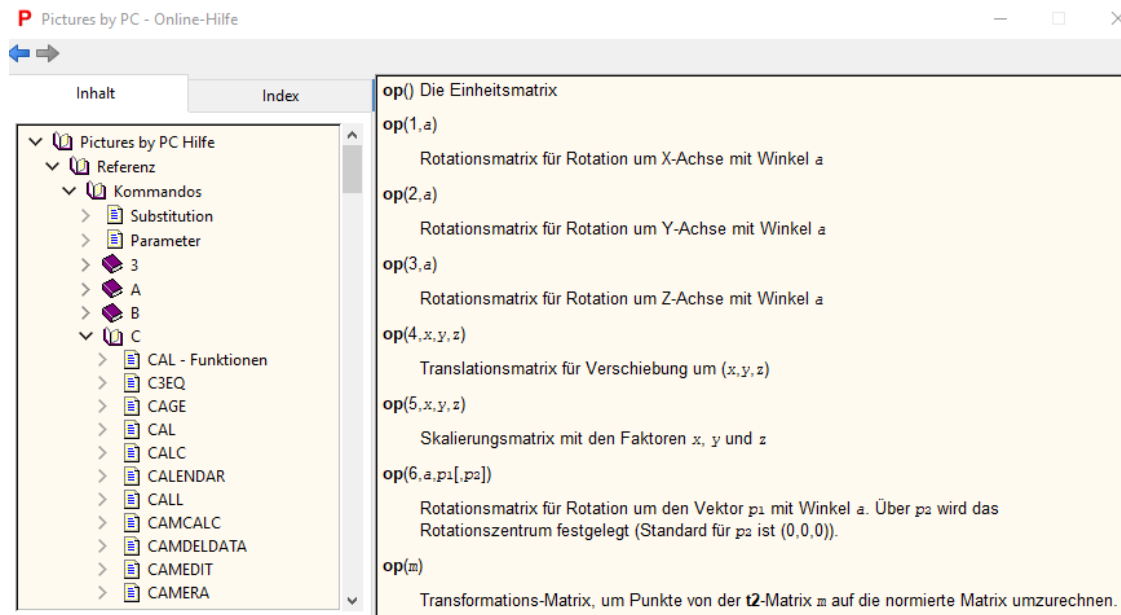 P Pictures by PC - Online-Hilfe
Inhalt
Index
Pictures by PC Hilfe
Referenz
Kommandos
Substitution
Parameter
3
A
B
C
CAL - Funktionen
C3EQ
CAGE
CAL
CALC
CALENDAR
CALL
CAMCALC
CAMDELDATA
CAMEDIT
CAMERA
op() Die Einheitsmatrix
op(1,a)
Rotationsmatrix für Rotation um X-Achse mit Winkel a
op(2,a)
Rotationsmatrix für Rotation um Y-Achse mit Winkel a
op(3,a)
Rotationsmatrix für Rotation um Z-Achse mit Winkel a
op(4,x,y,z)
Translationsmatrix für Verschiebung um (x,y,z)
op(5,x,y,z)
Skalierungsmatrix mit den Faktoren x, y und z
op(6,a,p1[,p2])
Rotationsmatrix für Rotation um den Vektor p1 mit Winkel a. Über p2 wird das
Rotationszentrum festgelegt (Standard für p2 ist (0,0,0)).
op(m)
Transformations-Matrix, um Punkte von der t2-Matrix m auf die normierte Matrix umzurechnen.